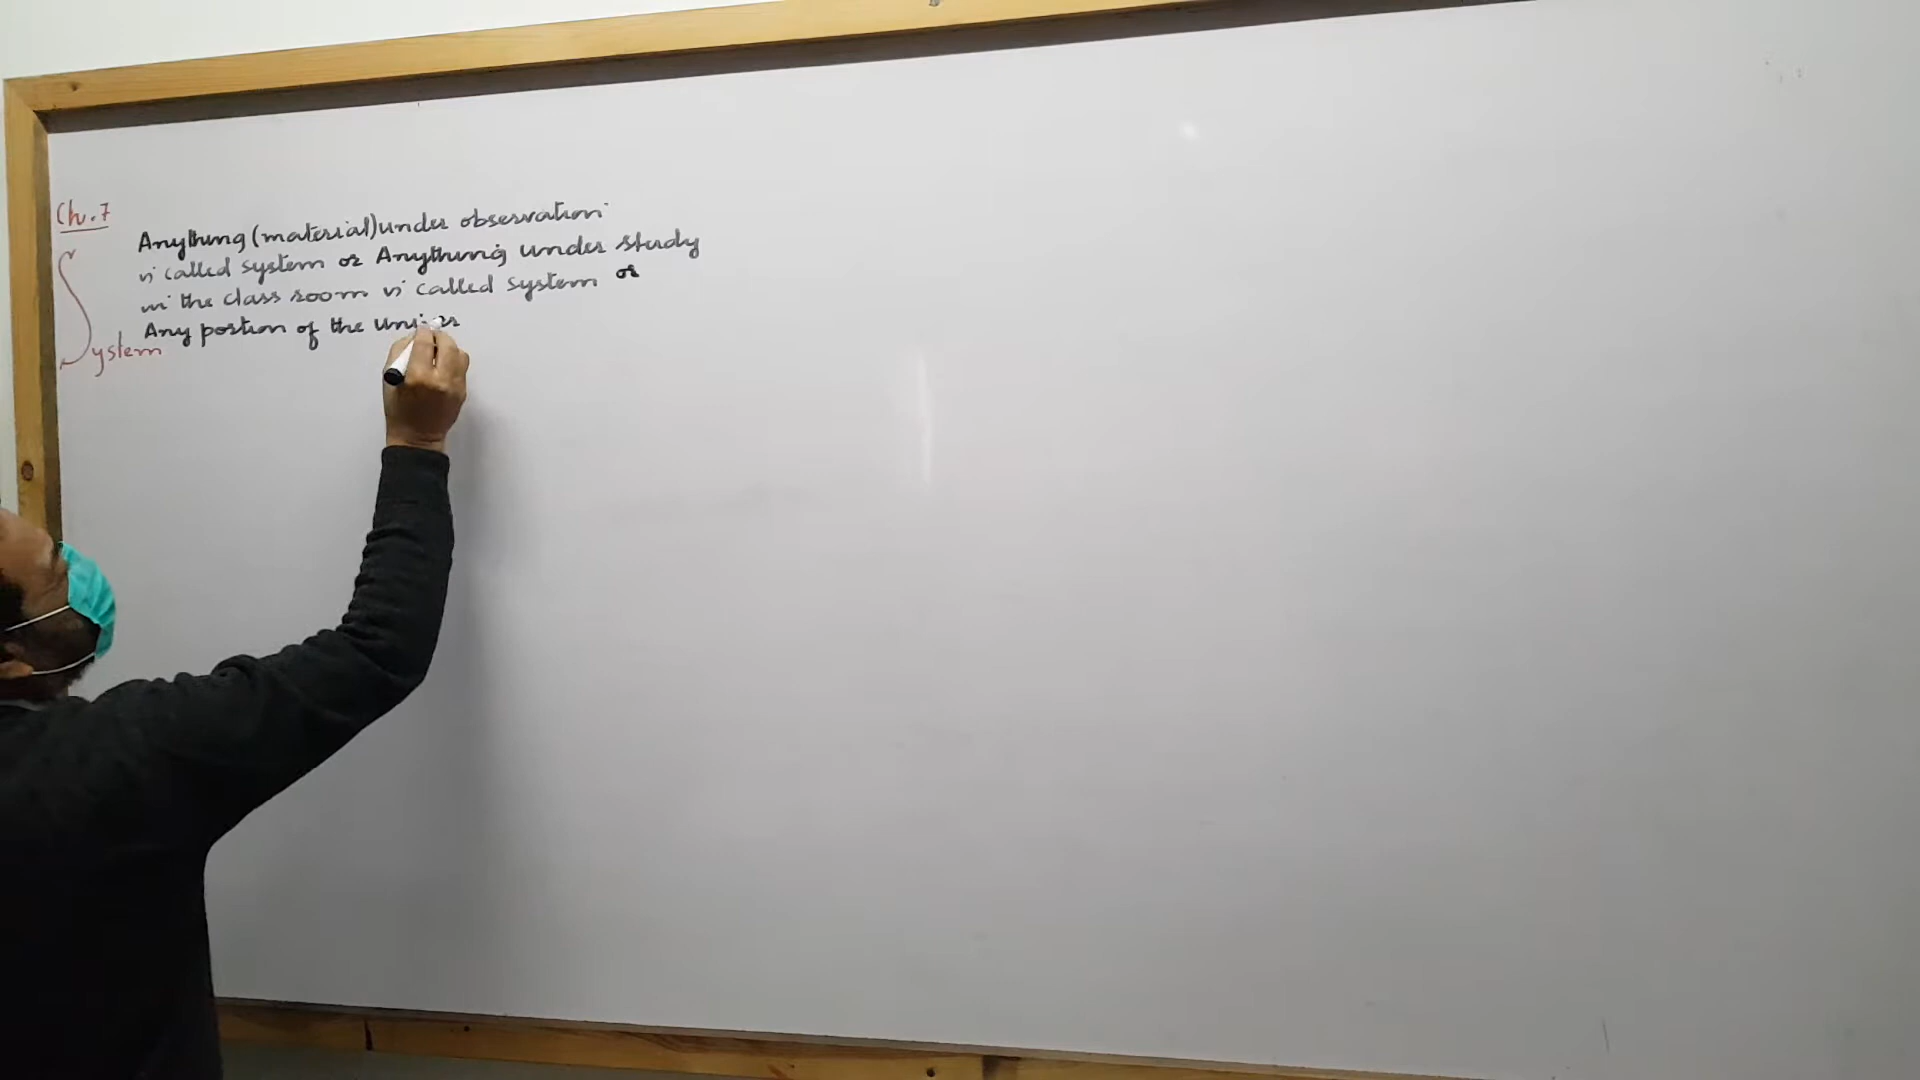 Ch. 7
Anything (material) under observation
is called system or Anything under study
in the class room is called system or
Any portion of the
System